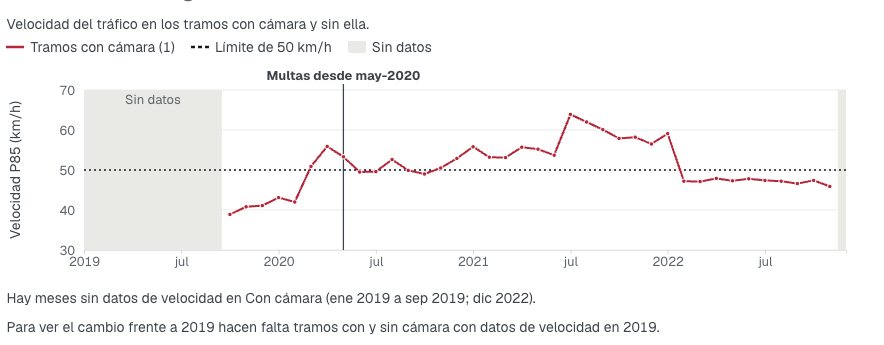 Velocidad del tráfico en los tramos con cámara y sin ella.
Tramos con cámara (1) Límite de 50 km/h Sin datos
Multas desde may-2020
Sin datos
Velocidad P85 (km/h)
70
60
50
40
30
2019 jul 2020 jul 2021 jul 2022 jul
Hay meses sin datos de velocidad en Con cámara (ene 2019 a sep 2019; dic 2022).
Para ver el cambio frente a 2019 hacen falta tramos con y sin cámara con datos de velocidad en 2019.